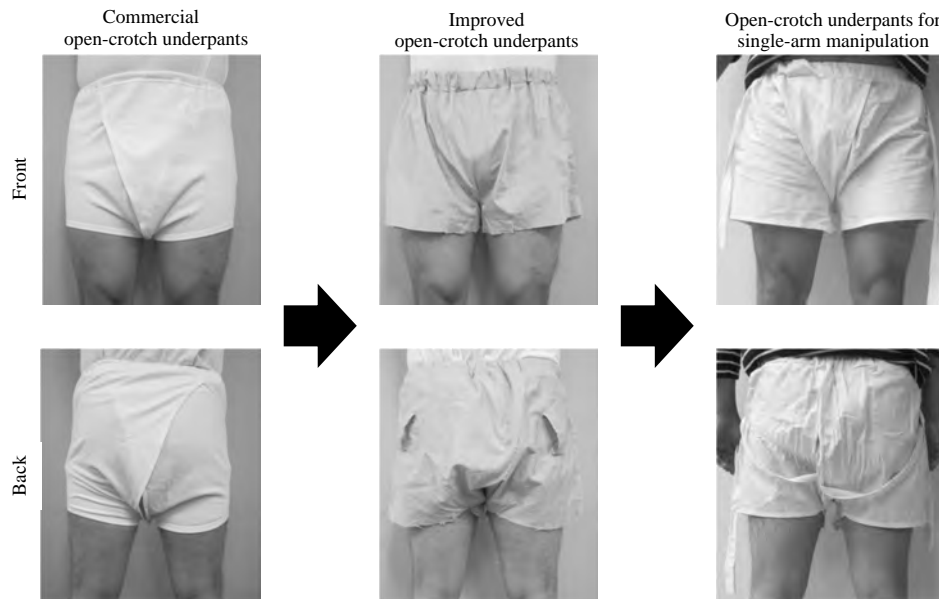 Commercial
open-crotch underpants
Improved
open-crotch underpants
Open-crotch underpants for
single-arm manipulation
Front
Back